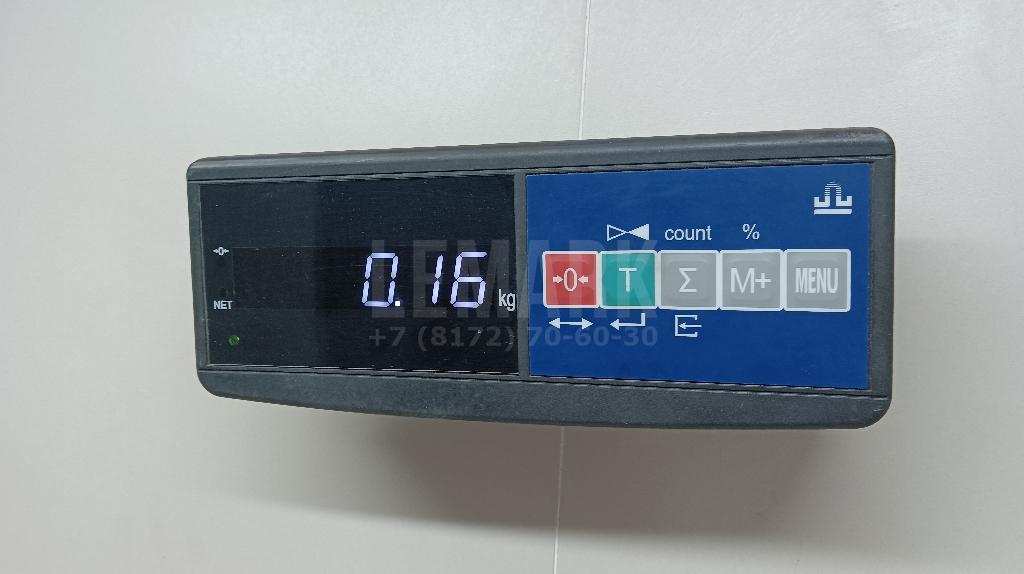 →0←
NET
0.16 kg
count %
→0← T Σ M+ MENU
LEMARK
+7 (8172) 70-60-30